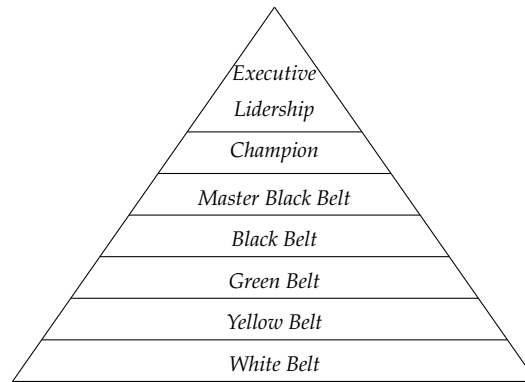 Executive
Lidership
Champion
Master Black Belt
Black Belt
Green Belt
Yellow Belt
White Belt